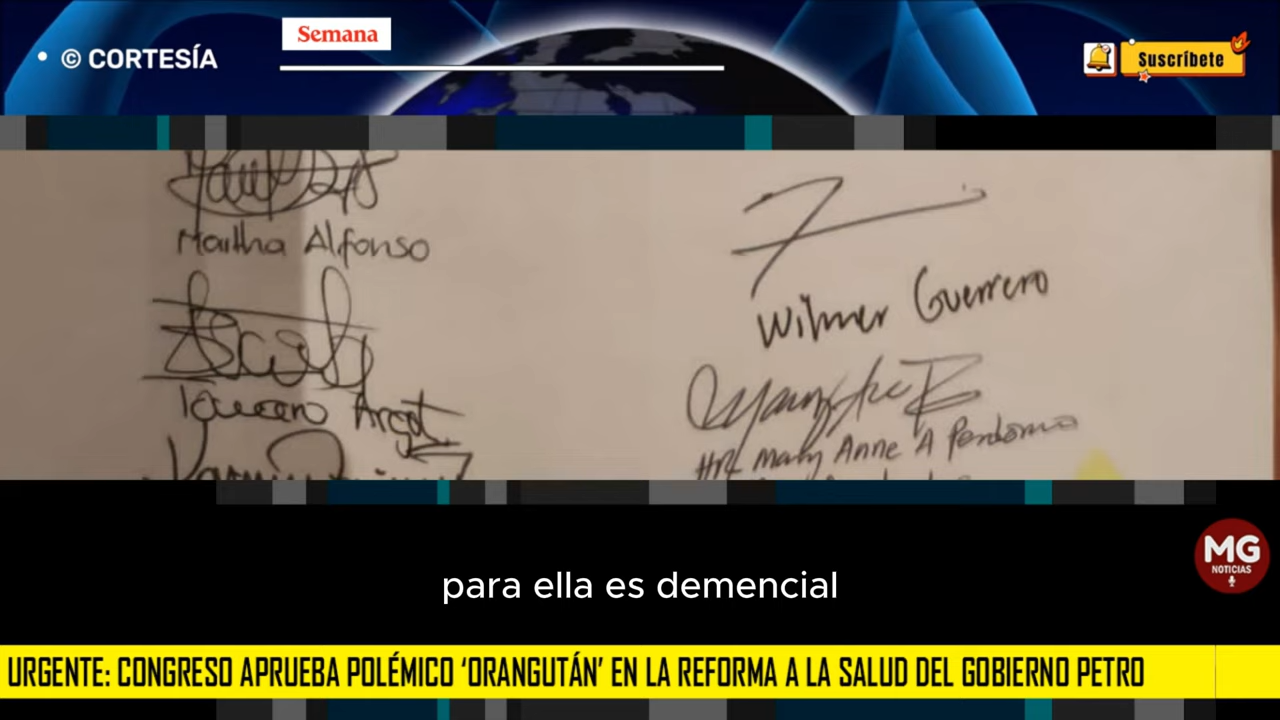 • © CORTESÍA
Semana
Suscríbete
Martha Alfonso
Wilmer Guerrero
HR Mary Anne A Perdomo
para ella es demencial
MG
NOTICIAS
URGENTE: CONGRESO APRUEBA POLÉMICO ‘ORANGUTÁN’ EN LA REFORMA A LA SALUD DEL GOBIERNO PETRO